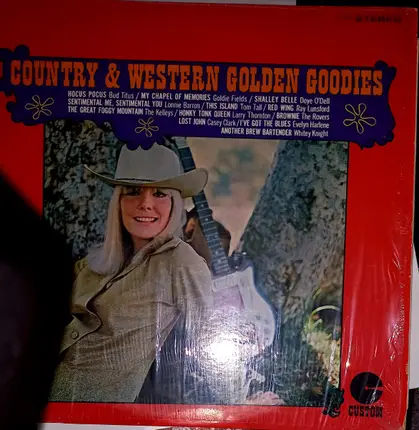 COUNTRY & WESTERN GOLDEN GOODIES
HOCUS POCUS Bud Titus / MY CHAPEL OF MEMORIES Goldie Fields / SHALLEY BELLE Doye O'Dell
SENTIMENTAL ME, SENTIMENTAL YOU Lonnie Barron / THIS ISLAND Tom Tall / RED WING Ray Lunsford
THE GREAT FOGGY MOUNTAIN The Kelleys / HONKY TONK QUEEN Larry Thornton / BROWNIE The Rovers
LOST JOHN Casey Clark / I'VE GOT THE BLUES Evelyn Harlene
ANOTHER BREW BARTENDER Whitey Knight
CUSTOM